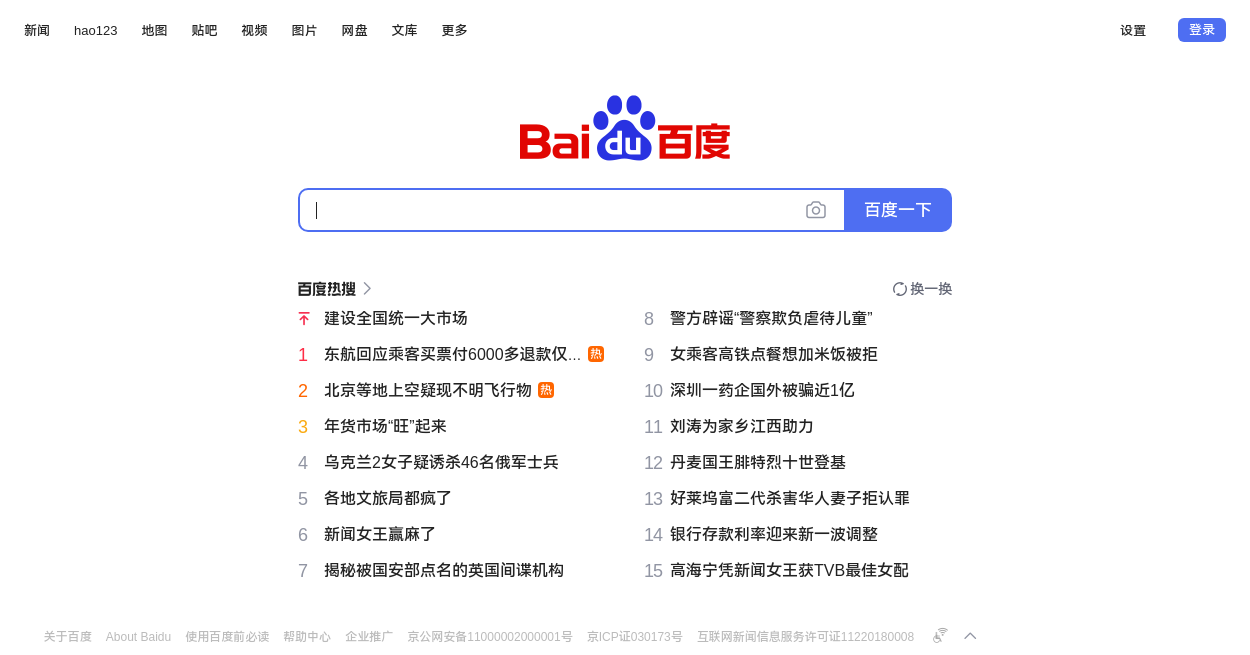 新闻 hao123 地图 贴吧 视频 图片 网盘 文库 更多 设置 登录
Bai du 百度
百度一下
百度热搜 换一换
建设全国统一大市场
1 东航回应乘客买票付6000多退款仅... 热
2 北京等地上空疑现不明飞行物 热
3 年货市场“旺”起来
4 乌克兰2女子疑诱杀46名俄军士兵
5 各地文旅局都疯了
6 新闻女王赢麻了
7 揭秘被国安部点名的英国间谍机构
8 警方辟谣“警察欺负虐待儿童”
9 女乘客高铁点餐想加米饭被拒
10 深圳一药企国外被骗近1亿
11 刘涛为家乡江西助力
12 丹麦国王腓特烈十世登基
13 好莱坞富二代杀害华人妻子拒认罪
14 银行存款利率迎来新一波调整
15 高海宁凭新闻女王获TVB最佳女配
关于百度 About Baidu 使用百度前必读 帮助中心 企业推广 京公网安备11000002000001号 京ICP证030173号 互联网新闻信息服务许可证11220180008